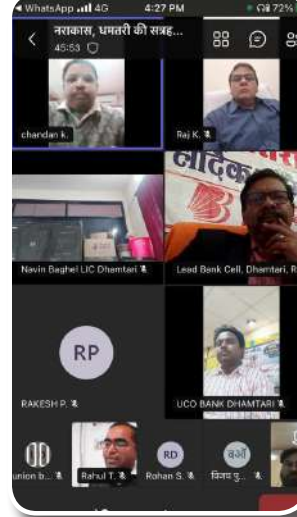 WhatsApp 4G 4:27 PM 72%
नराकास, धमतरी की सत्रह...
45:53
chandan k.
Raj K.
Navin Baghel LIC Dhamtari
Lead Bank Cell, Dhamtari, R
RP
RAKESH P.
UCO BANK DHAMTARI
union b...
Rahul T.
RD
Rohan S.
बओ
विजय पु...